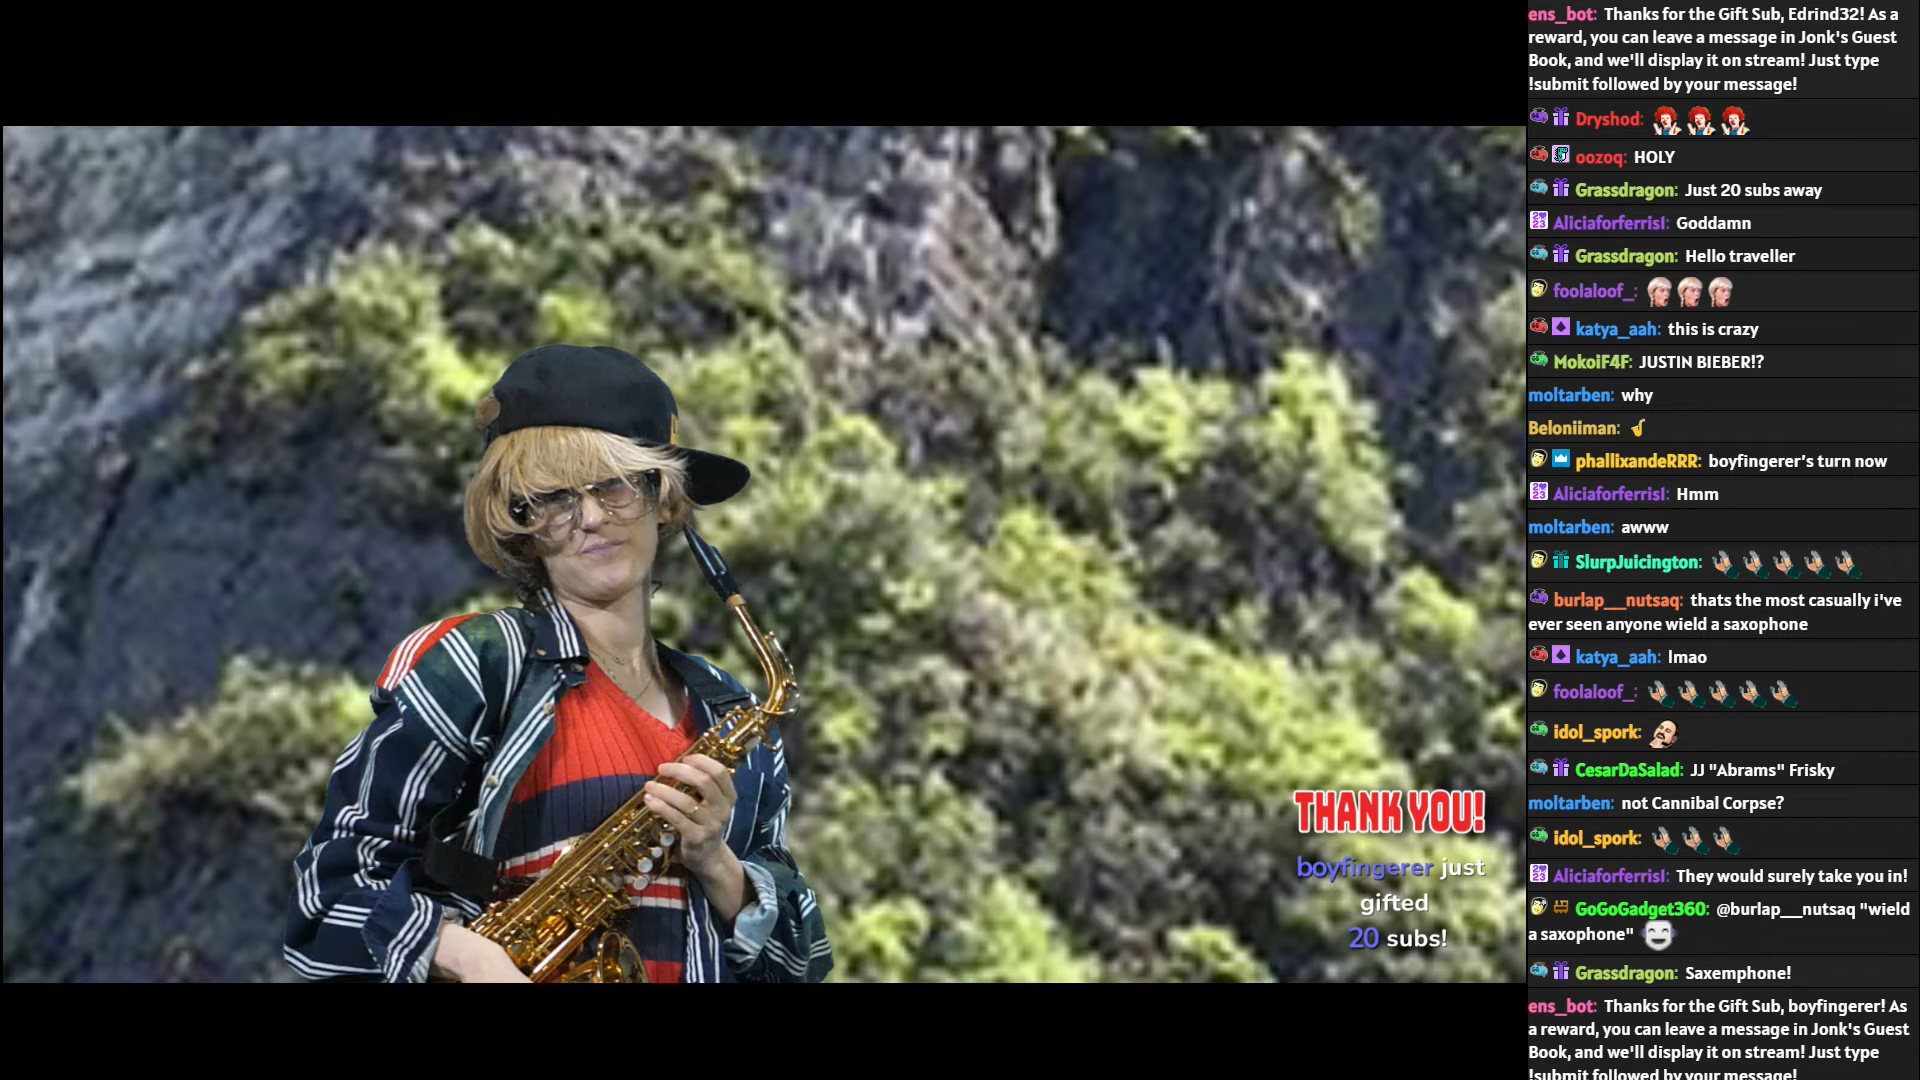 THANK YOU!
boyfingerer just
gifted
20 subs!
ens_bot: Thanks for the Gift Sub, Edrind32! As a
reward, you can leave a message in Jonk's Guest
Book, and we'll display it on stream! Just type
!submit followed by your message!
Dryshod:
oozoq: HOLY
Grassdragon: Just 20 subs away
Aliciaforferris!: Goddamn
Grassdragon: Hello traveller
foolaloof_:
katya_aah: this is crazy
MokoiF4F: JUSTIN BIEBER!?
moltarben: why
Beloniiman:
phallixandeRRR: boyfingerer's turn now
Aliciaforferris!: Hmm
moltarben: awww
SlurpJuicington:
burlap__nutsaq: thats the most casually i've
ever seen anyone wield a saxophone
katya_aah: lmao
foolaloof_:
idol_spork:
CesarDaSalad: JJ "Abrams" Frisky
moltarben: not Cannibal Corpse?
idol_spork:
Aliciaforferris!: They would surely take you in!
GoGoGadget360: @burlap__nutsaq "wield
a saxophone"
Grassdragon: Saxemphone!
ens_bot: Thanks for the Gift Sub, boyfingerer! As
a reward, you can leave a message in Jonk's Guest
Book, and we'll display it on stream! Just type
!submit followed by your message!